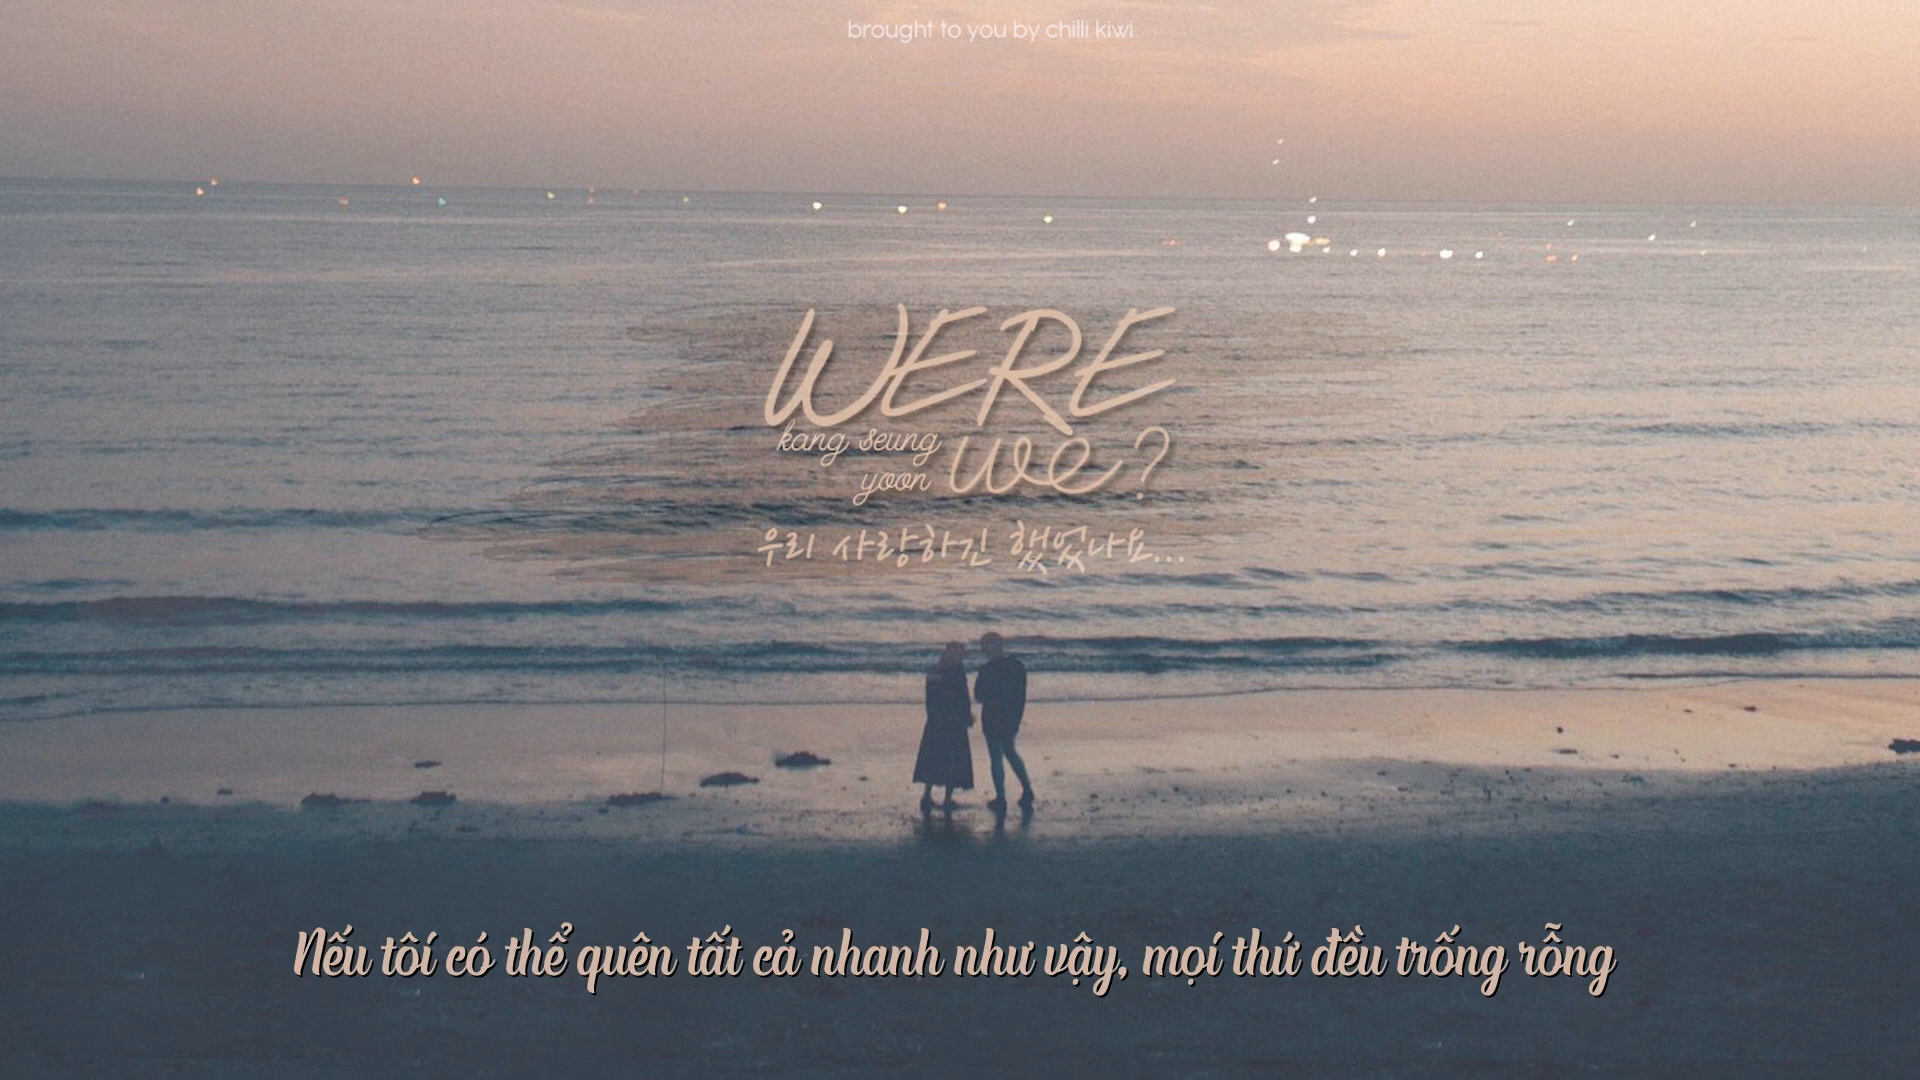 brought to you by chilli kiwi
WERE
kang seung
yoon
we?
우리 사랑하긴 했었나요...
Nếu tôi có thể quên tất cả nhanh như vậy, mọi thứ đều trống rỗng